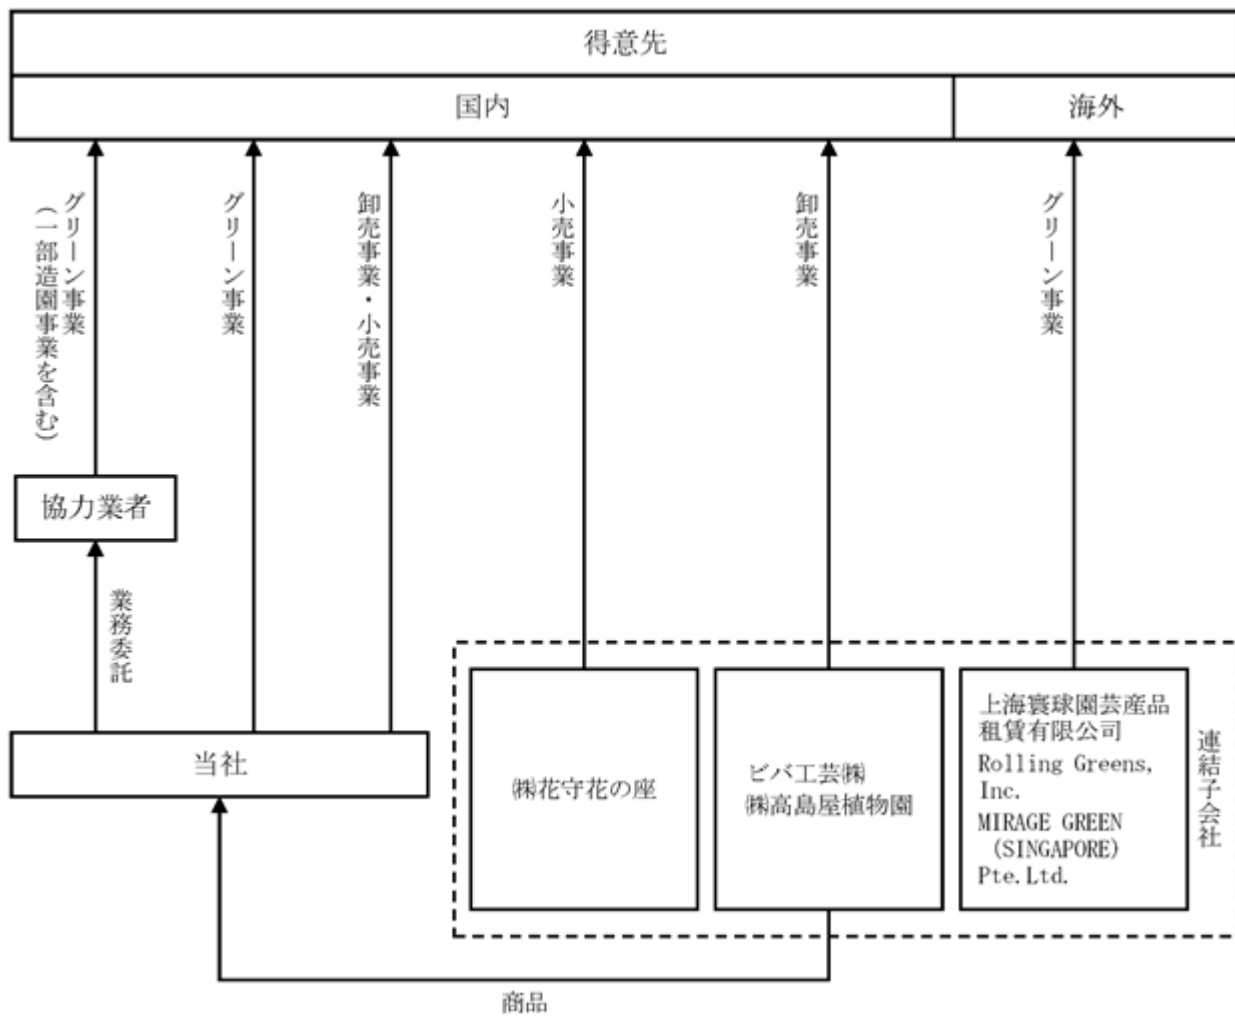 得意先
国内
海外
グリーン事業
（一部造園事業を含む）
グリーン事業
卸売事業・小売事業
小売事業
卸売事業
グリーン事業
協力業者
業務委託
当社
㈱花守花の座
ビバ工芸㈱
㈱高島屋植物園
上海寰球園芸産品
租賃有限公司
Rolling Greens,
Inc.
MIRAGE GREEN
(SINGAPORE)
Pte.Ltd.
連結子会社
商品